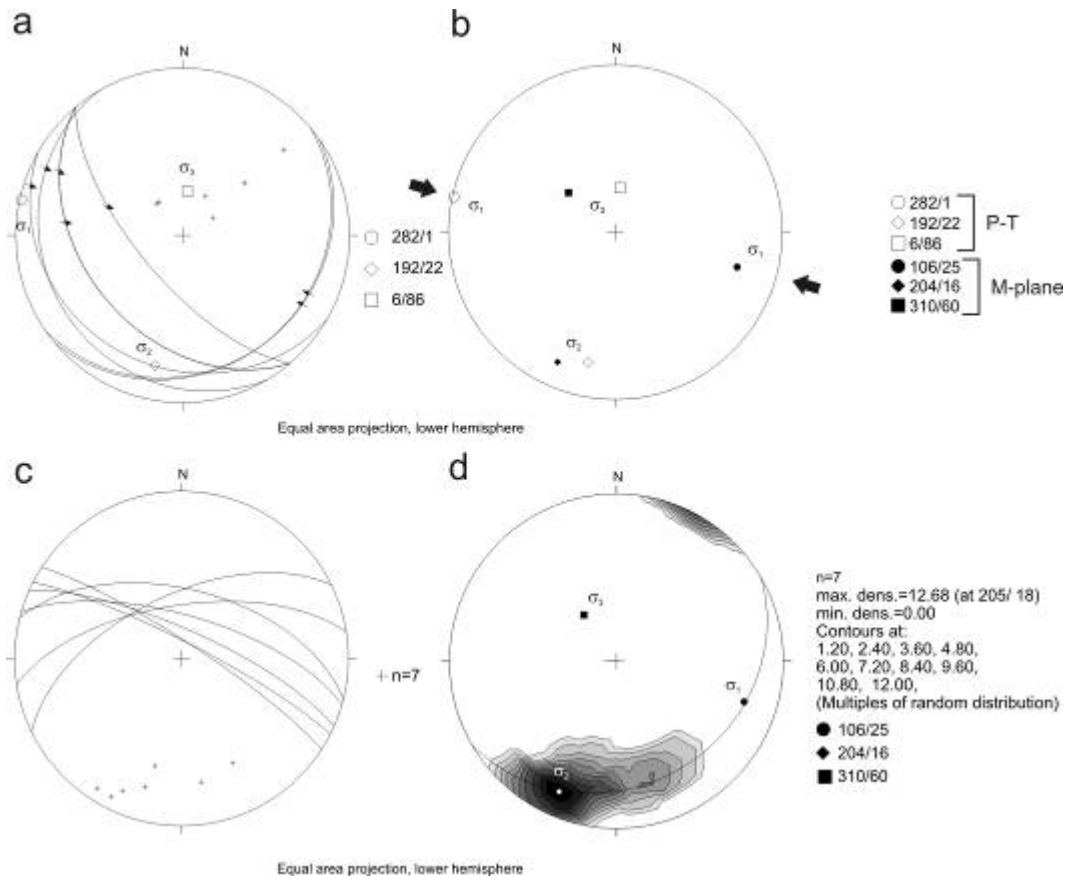 a
N
σ3
σ1
σ2
282/1
192/22
6/86
b
N
σ1
σ3
σ1
σ2
282/1
192/22
6/86
P-T
106/25
204/16
310/60
M-plane
Equal area projection, lower hemisphere
c
N
n=7
d
N
σ3
σ1
σ2
n=7
max. dens.=12.68 (at 205/ 18)
min. dens.=0.00
Contours at:
1.20, 2.40, 3.60, 4.80,
6.00, 7.20, 8.40, 9.60,
10.80, 12.00,
(Multiples of random distribution)
106/25
204/16
310/60
Equal area projection, lower hemisphere